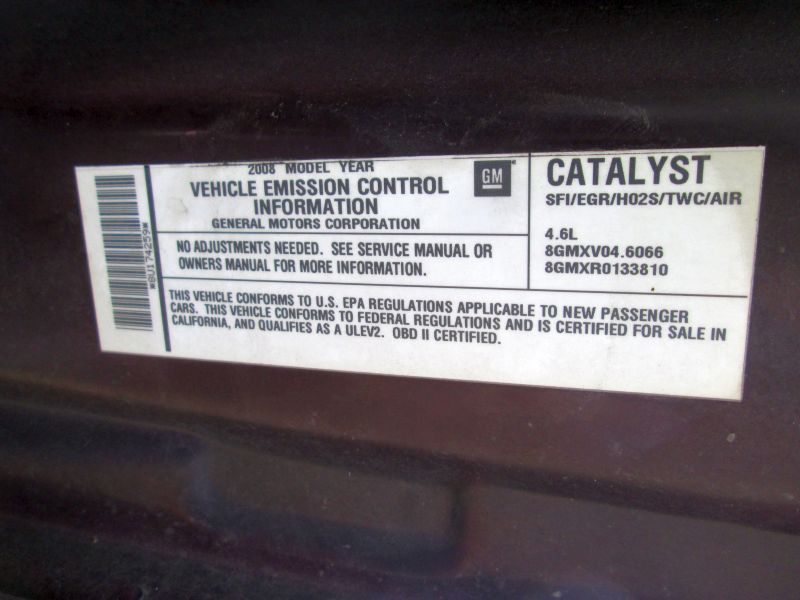 *8U174259*
2008 MODEL YEAR
VEHICLE EMISSION CONTROL
INFORMATION
GENERAL MOTORS CORPORATION
GM
NO ADJUSTMENTS NEEDED. SEE SERVICE MANUAL OR
OWNERS MANUAL FOR MORE INFORMATION.
CATALYST
SFI/EGR/HO2S/TWC/AIR
4.6L
8GMXV04.6066
8GMXR0133810
THIS VEHICLE CONFORMS TO U.S. EPA REGULATIONS APPLICABLE TO NEW PASSENGER
CARS. THIS VEHICLE CONFORMS TO FEDERAL REGULATIONS AND IS CERTIFIED FOR SALE IN
CALIFORNIA, AND QUALIFIES AS A ULEV2. OBD II CERTIFIED.